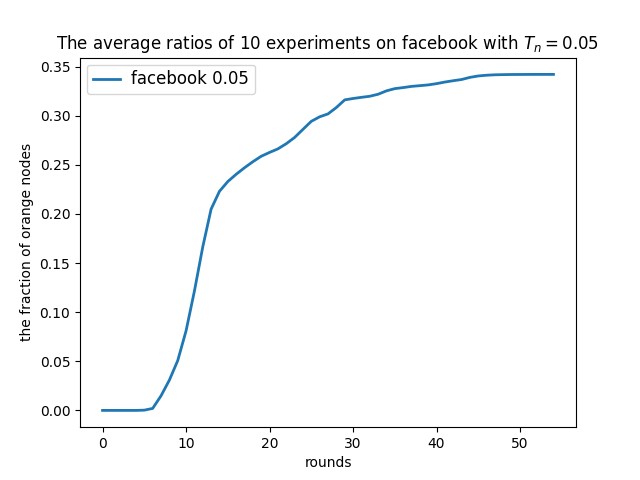 The average ratios of 10 experiments on facebook with $T_n = 0.05$
facebook 0.05
0.35
0.30
0.25
0.20
0.15
0.10
0.05
0.00
the fraction of orange nodes
0 10 20 30 40 50
rounds